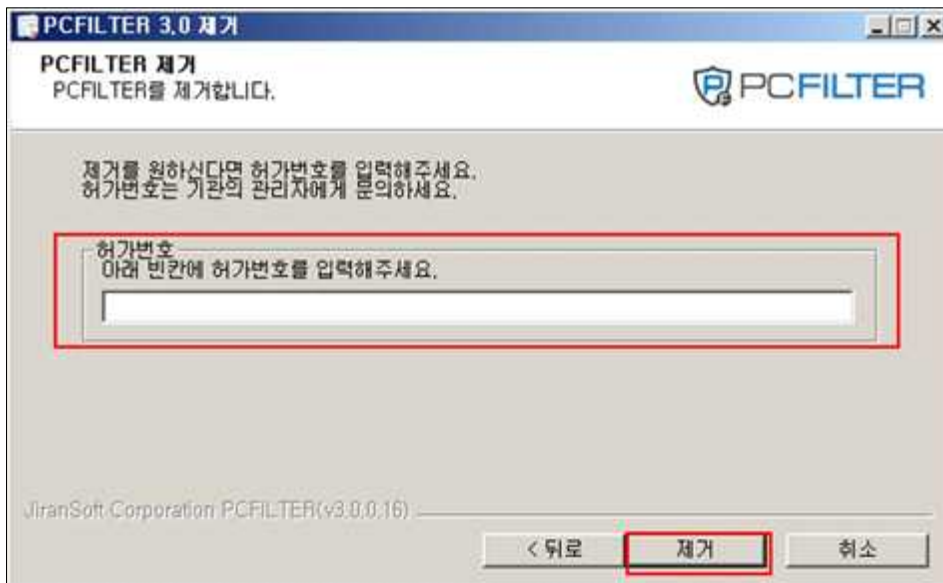 PCFILTER 3.0 제거
PCFILTER 제거
PCFILTER를 제거합니다.
PCFILTER
제거를 원하신다면 허가번호를 입력해주세요.
허가번호는 기관의 관리자에게 문의하세요.
허가번호
아래 빈칸에 허가번호를 입력해주세요.
JiranSoft Corporation PCFILTER(v3.0.0.16)
< 뒤로
제거
취소